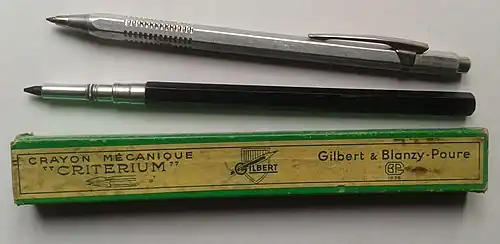 CRAYON MÉCANIQUE
"CRITERIUM"
GILBERT
Gilbert & Blanzy-Poure